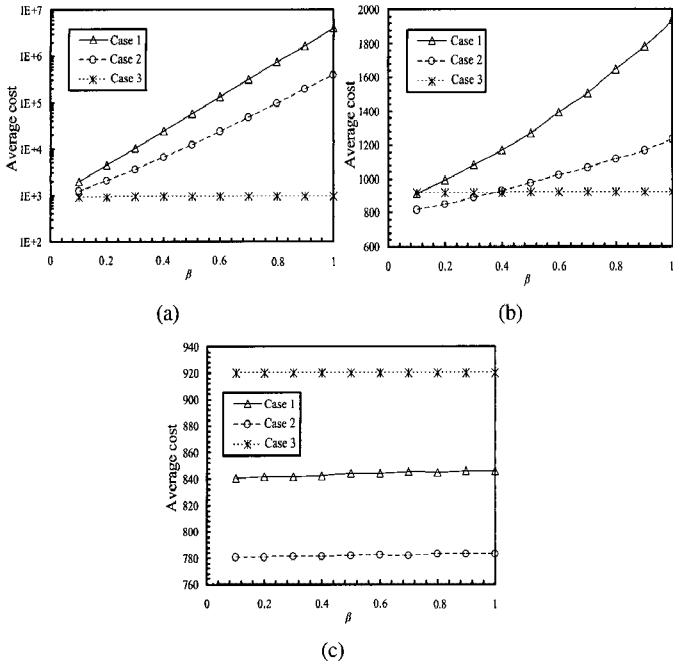 1E+7
1E+6
1E+5
1E+4
1E+3
1E+2
Average cost
Case 1
Case 2
Case 3
0 0.2 0.4 0.6 0.8 1
β
(a)
2000
1800
1600
1400
1200
1000
800
600
Average cost
Case 1
Case 2
Case 3
0 0.2 0.4 0.6 0.8 1
β
(b)
940
920
900
880
860
840
820
800
780
760
Average cost
Case 1
Case 2
Case 3
0 0.2 0.4 0.6 0.8 1
β
(c)